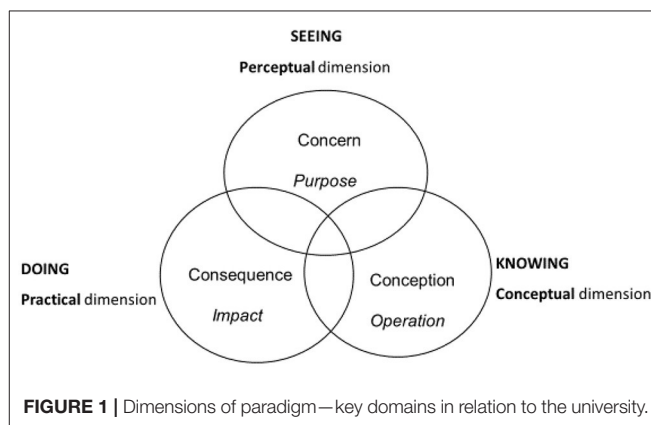 SEEING
Perceptual dimension
Concern
Purpose
DOING
Practical dimension
Consequence
Impact
KNOWING
Conceptual dimension
Conception
Operation
FIGURE 1 | Dimensions of paradigm—key domains in relation to the university.